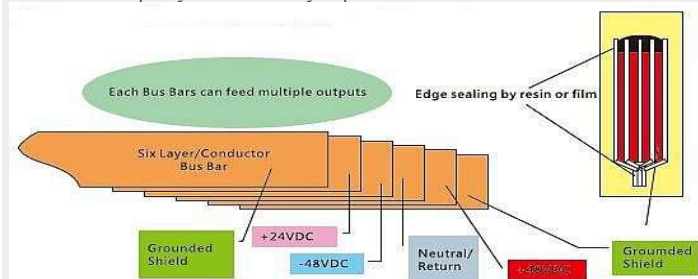 Each Bus Bars can feed multiple outputs
Edge sealing by resin or film
Six Layer/Conductor
Bus Bar
Grounded
Shield
+24VDC
-48VDC
Neutral/
Return
Groumded
Shield